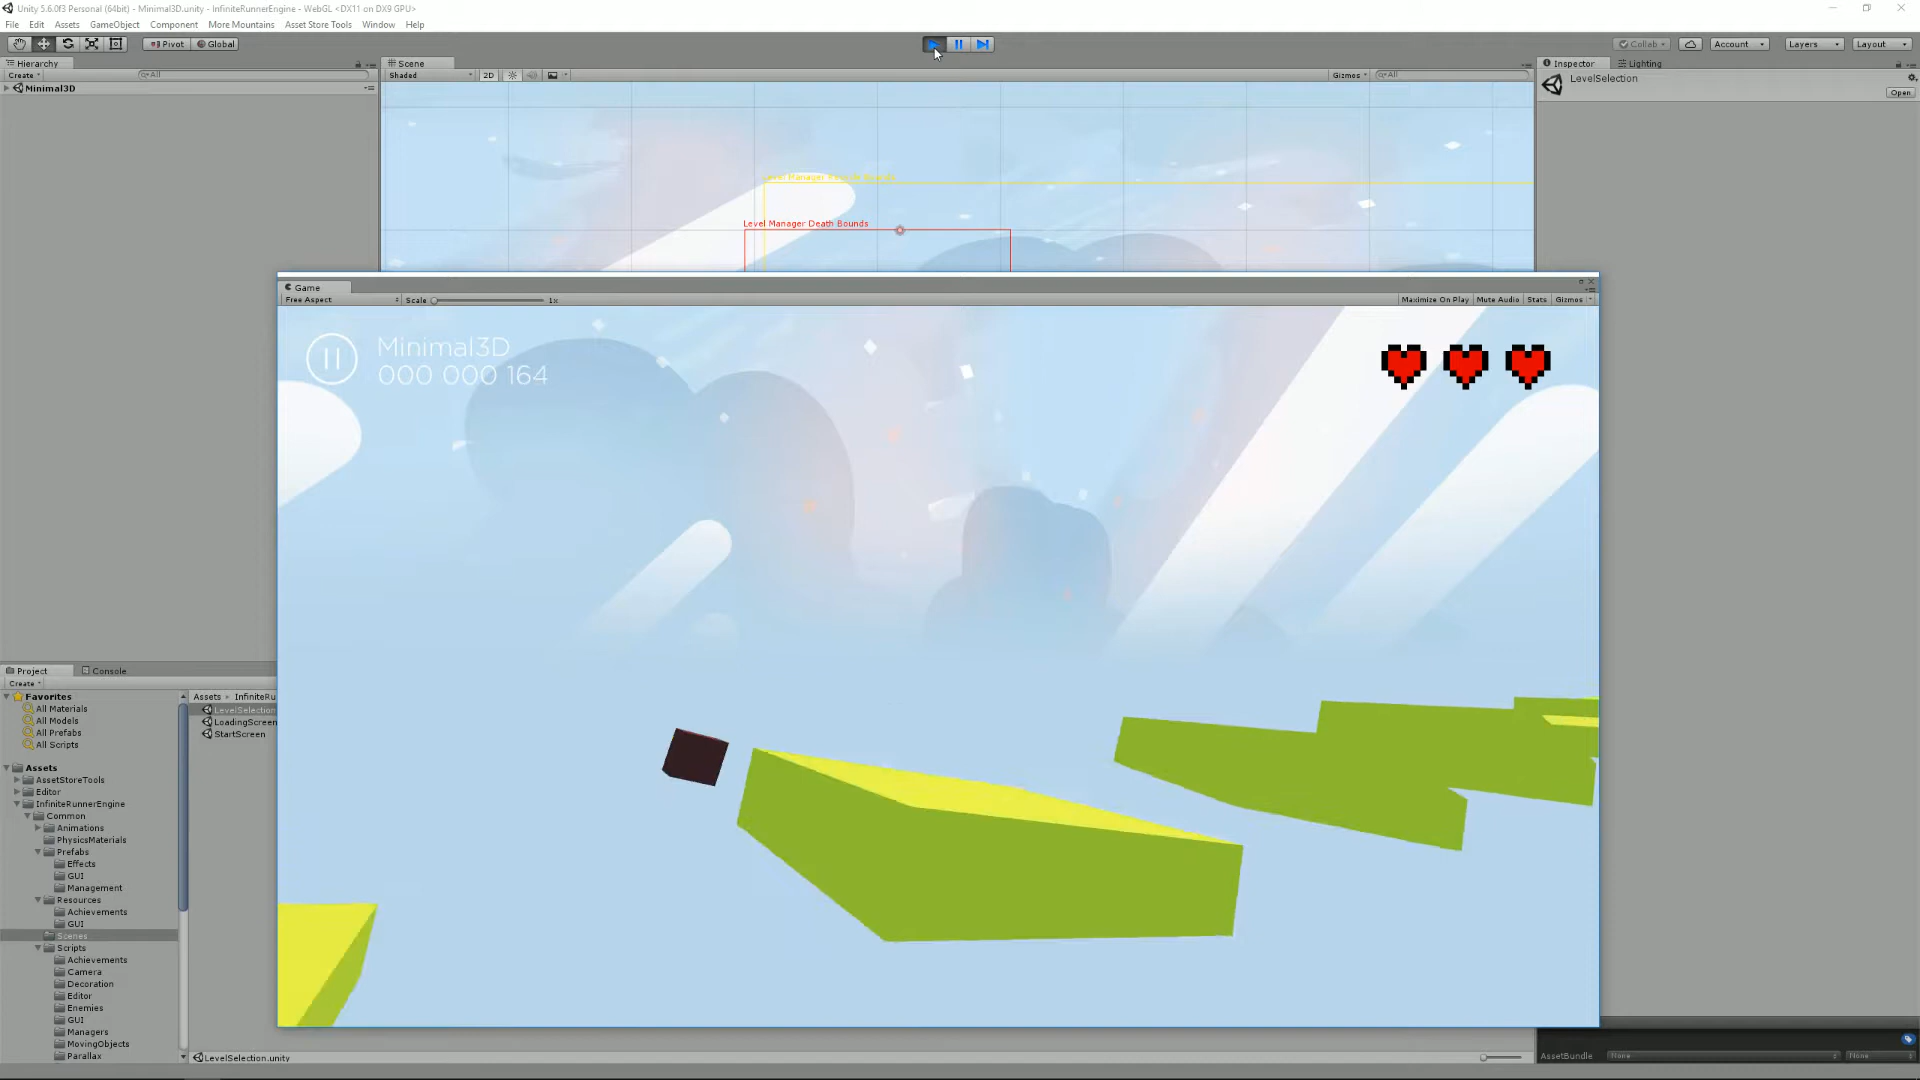 Unity 5.6.0f3 Personal (64bit) - Minimal3D.unity - InfiniteRunnerEngine - WebGL <DX11 on DX9 GPU>
File Edit Assets GameObject Component More Mountains Asset Store Tools Window Help
Pivot Global
Collab Account Layers Layout
Hierarchy
Create All
Minimal3D
Scene
Shaded 2D Gizmos All
Level Manager Death Bounds
Inspector Lighting
LevelSelection
Open
Game
Free Aspect Scale 1x Maximize On Play Mute Audio Stats Gizmos
Minimal3D
000 000 164
Project Console
Create
Favorites
All Materials
All Models
All Prefabs
All Scripts
Assets
AssetStoreTools
Editor
InfiniteRunnerEngine
Common
Animations
PhysicsMaterials
Prefabs
Effects
GUI
Management
Resources
Achievements
GUI
Scenes
Scripts
Achievements
Camera
Decoration
Editor
Enemies
GUI
Managers
MovingObjects
Parallax
Assets InfiniteRu
LevelSelection
LoadingScreen
StartScreen
LevelSelection.unity
AssetBundle None None